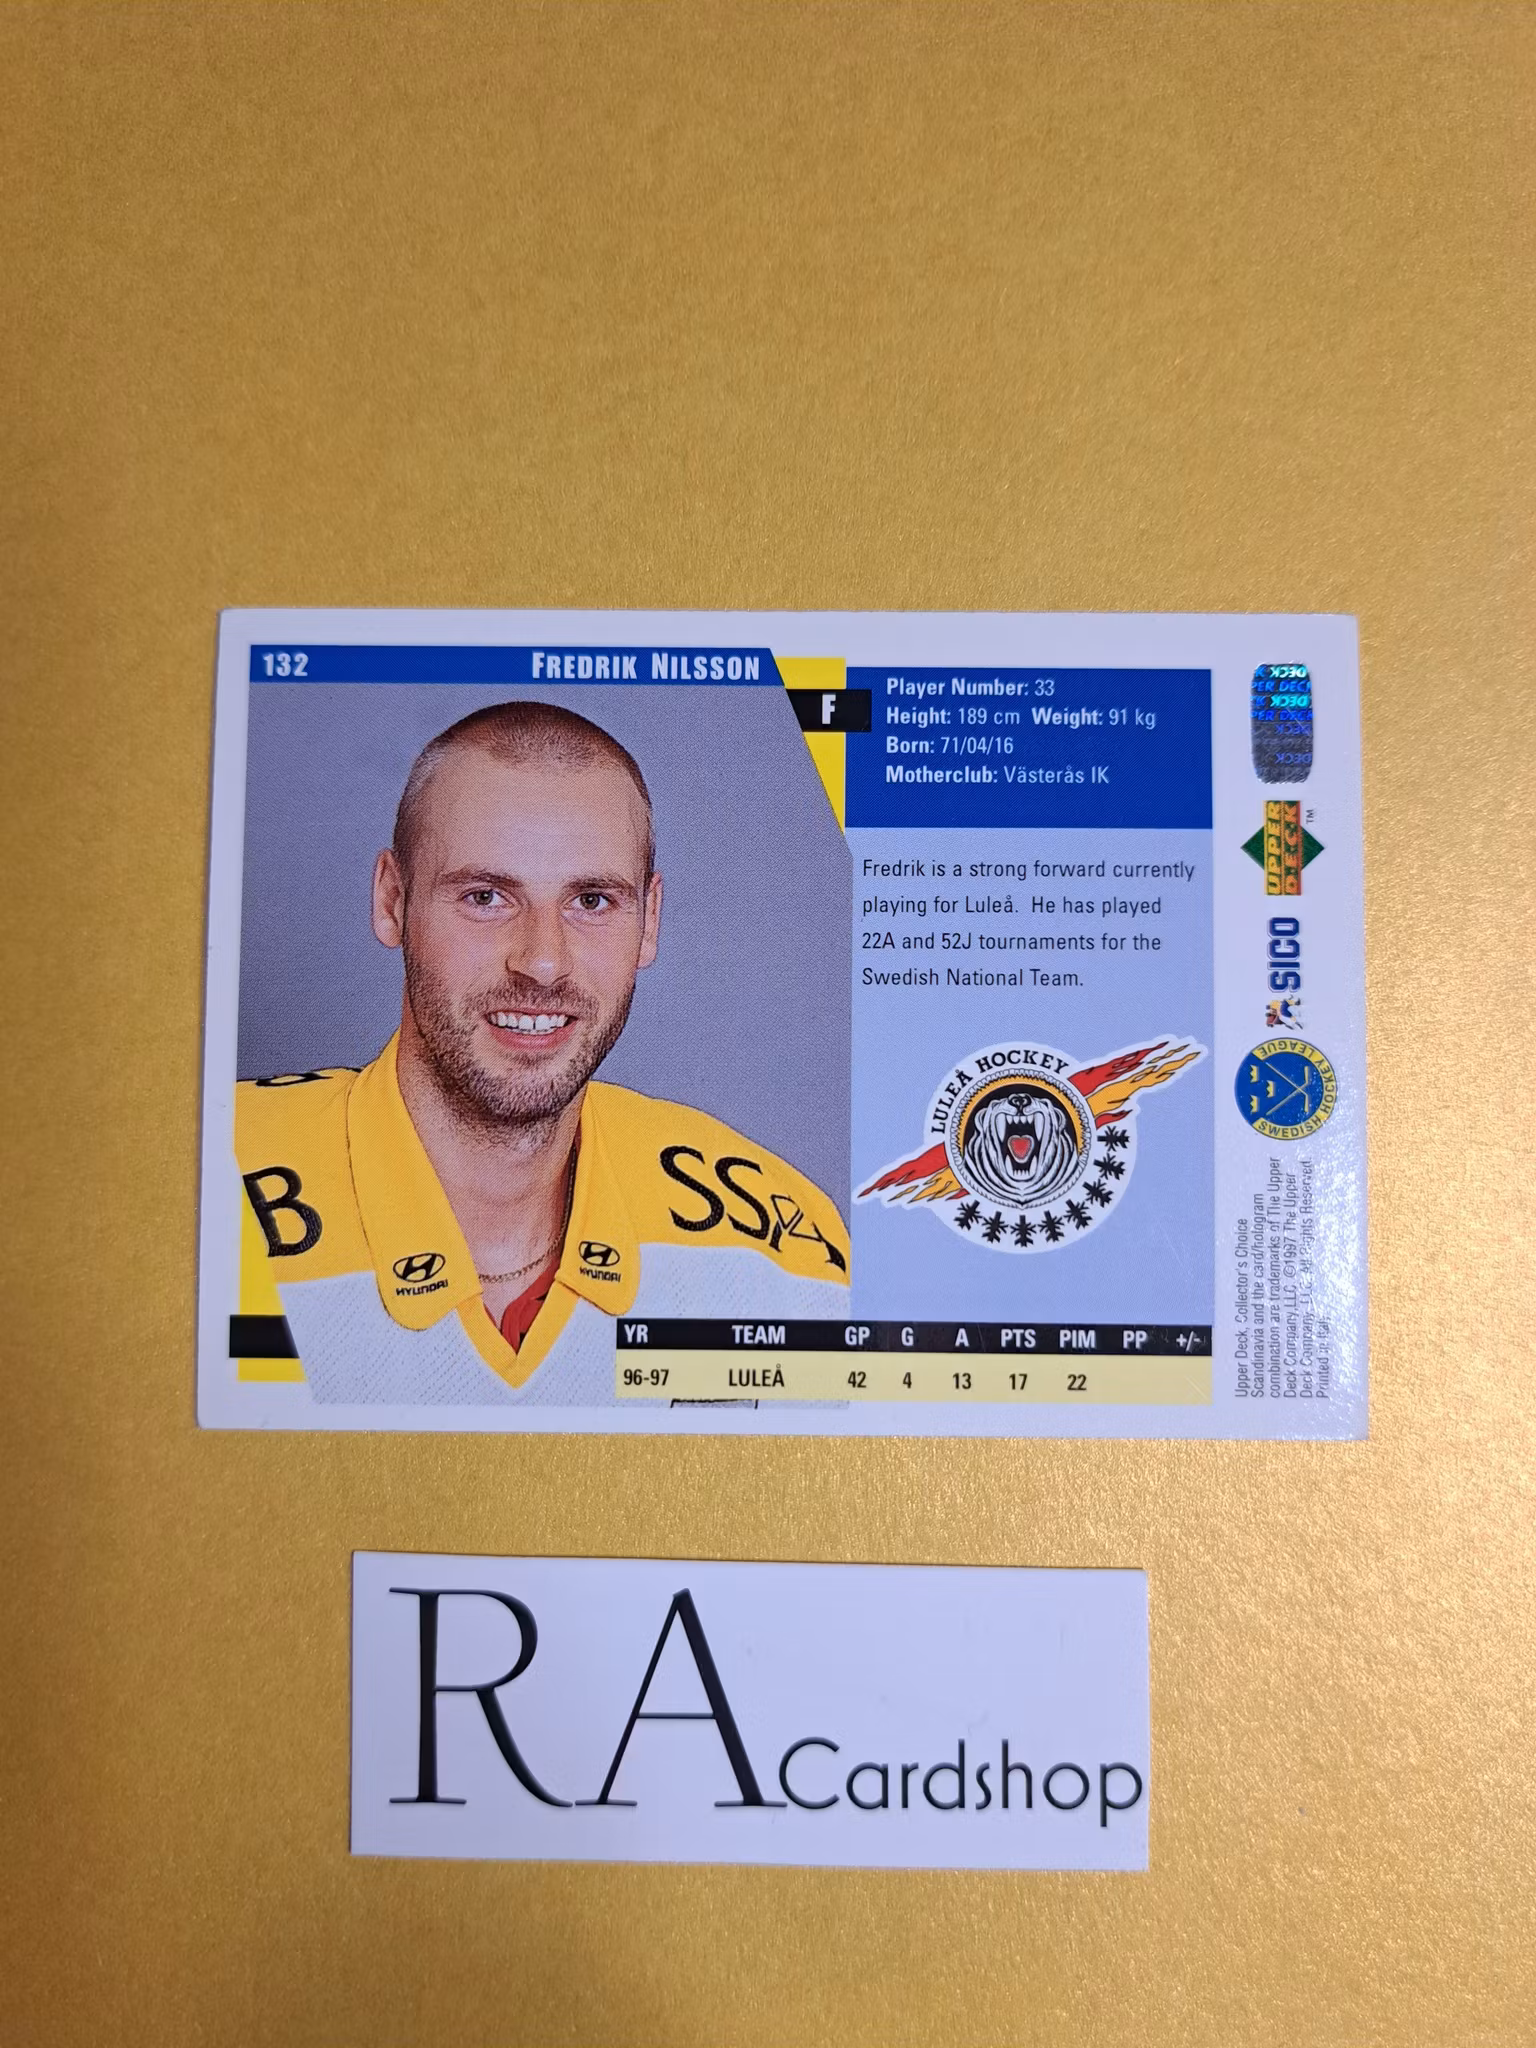 132 FREDRIK NILSSON
F
Player Number: 33
Height: 189 cm Weight: 91 kg
Born: 71/04/16
Motherclub: Västerås IK
Fredrik is a strong forward currently
playing for Luleå. He has played
22A and 52J tournaments for the
Swedish National Team.
LULEÅ HOCKEY
B
SSPA
HYUNDAI
HYUNDAI
YR TEAM GP G A PTS PIM PP +/-
96-97 LULEÅ 42 4 13 17 22
UPPER DECK
UPPER
DECK
TM
SICO
SWEDISH HOCKEY LEAGUE
Upper Deck, Collector's Choice
Scandinavia and the card/hologram
combination are trademarks of The Upper
Deck Company, LLC. ©1997 The Upper
Deck Company, LLC. All Rights Reserved.
Printed in Italy.
RA Cardshop